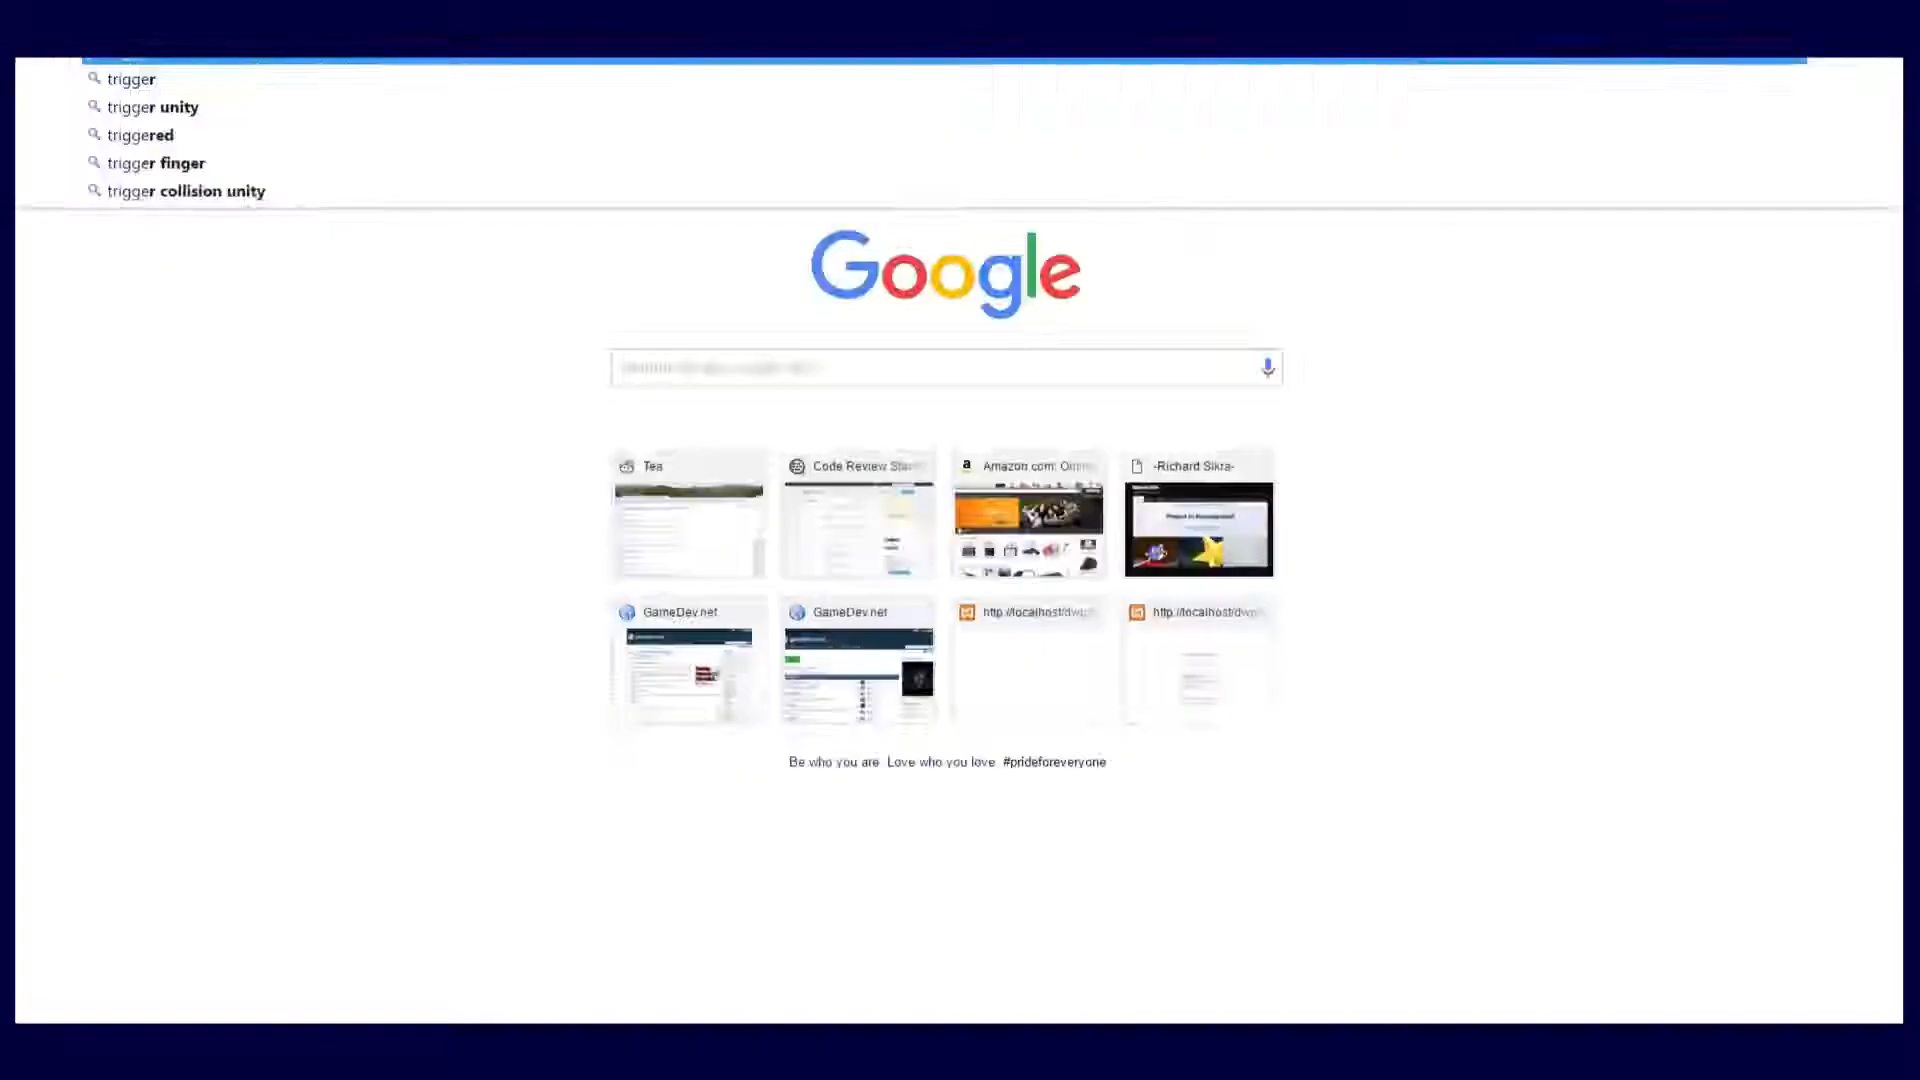 trigger
trigger unity
triggered
trigger finger
trigger collision unity
Google
Tea
Code Review
Amazon.com:
-Richard Sikra-
GameDev.net
GameDev.net
http://localhost/
http://localhost/
Be who you are Love who you love #prideforeveryone